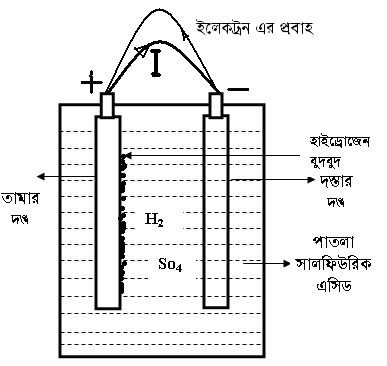 ইলেকট্রন এর প্রবাহ
I
+
−
হাইড্রোজেন
বুদবুদ
তামার
দণ্ড
দস্তার
দণ্ড
H₂
So₄
পাতলা
সালফিউরিক
এসিড